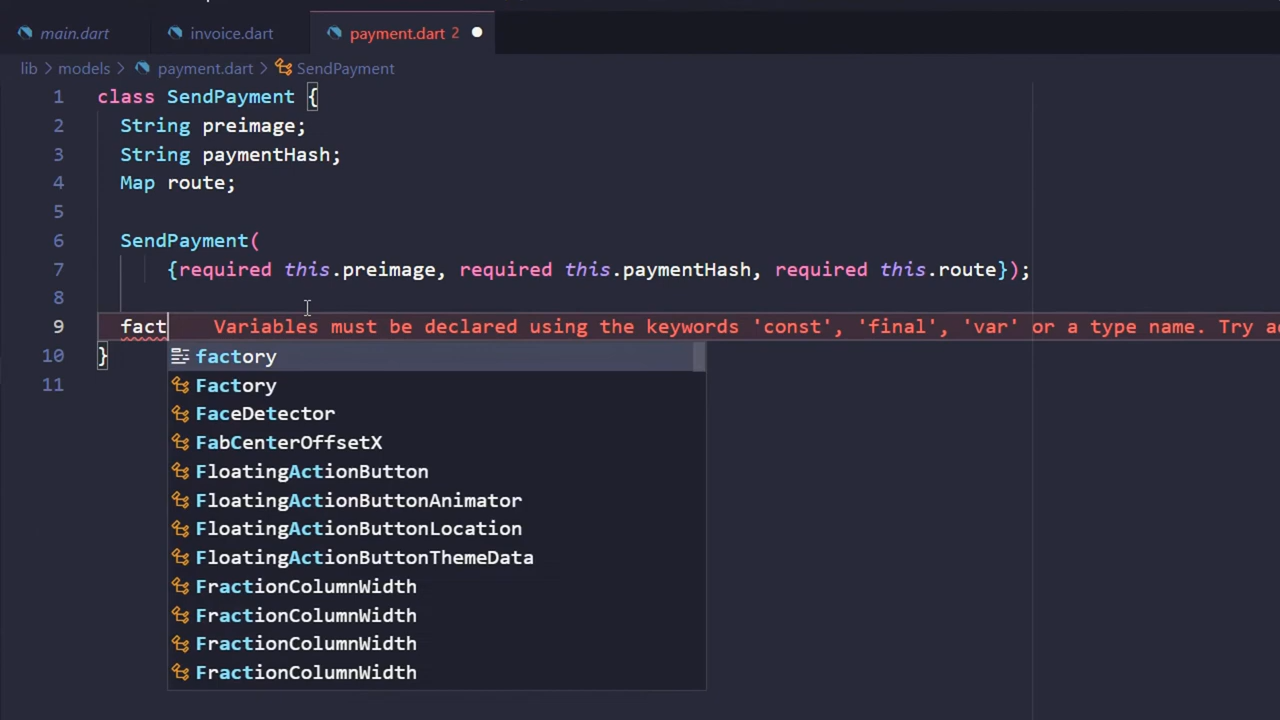 main.dart invoice.dart payment.dart 2
lib > models > payment.dart > SendPayment
1 class SendPayment {
2 String preimage;
3 String paymentHash;
4 Map route;
5
6 SendPayment(
7 {required this.preimage, required this.paymentHash, required this.route});
8
9 fact Variables must be declared using the keywords 'const', 'final', 'var' or a type name. Try
10 }
11
factory
Factory
FaceDetector
FabCenterOffsetX
FloatingActionButton
FloatingActionButtonAnimator
FloatingActionButtonLocation
FloatingActionButtonThemeData
FractionColumnWidth
FractionColumnWidth
FractionColumnWidth
FractionColumnWidth